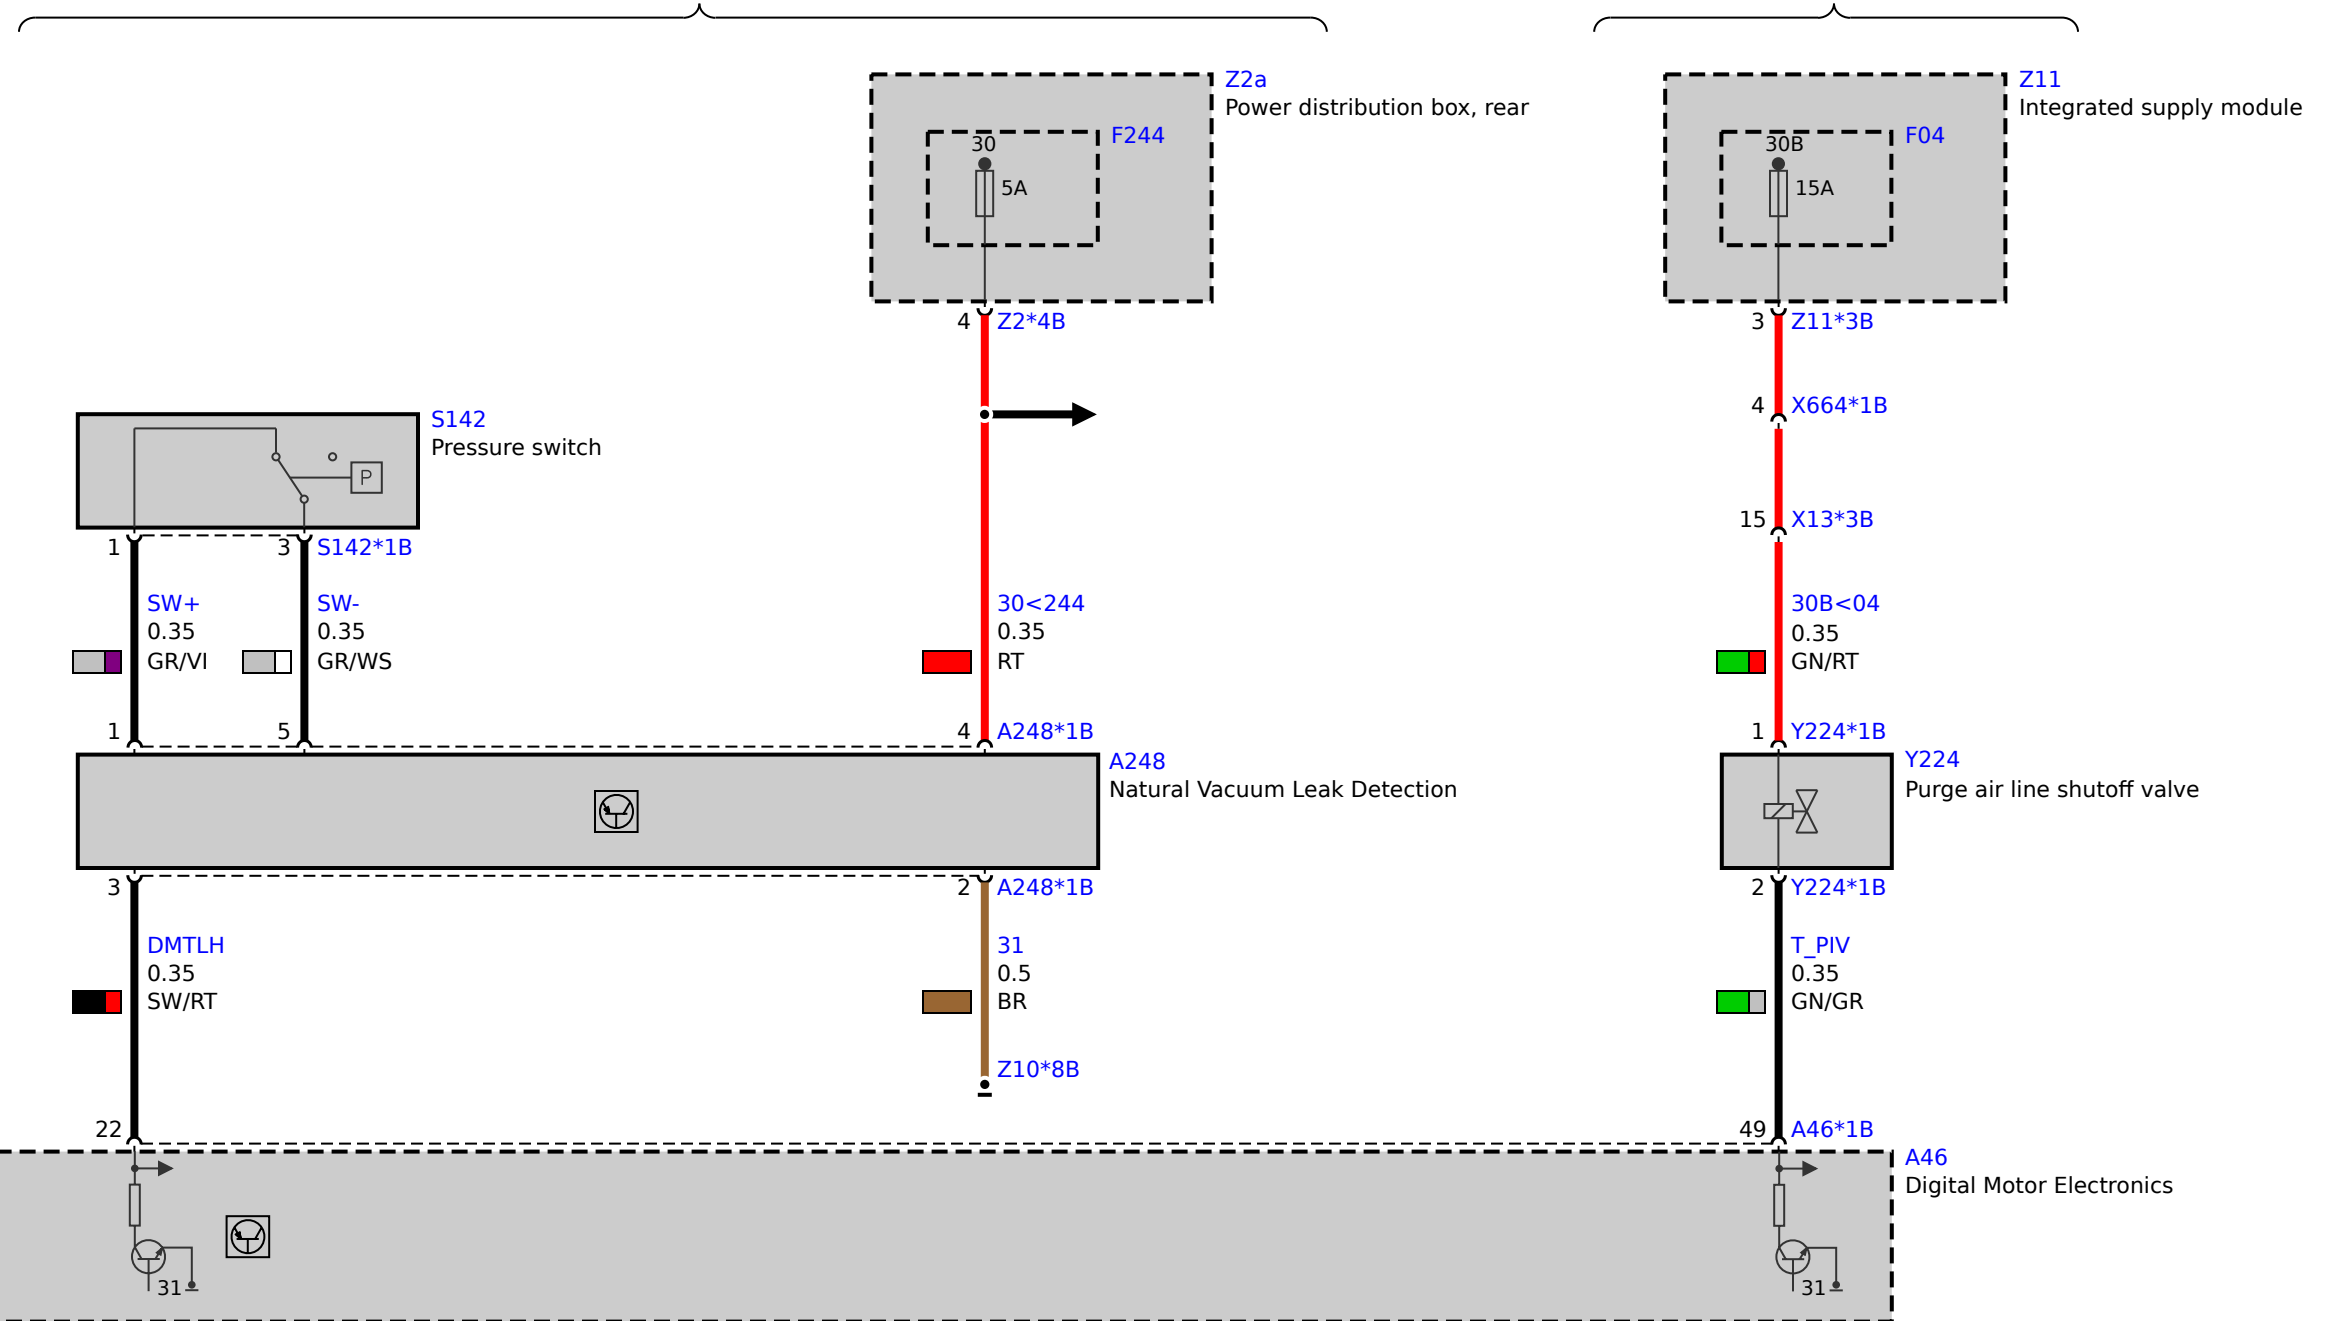 Z2a
Power distribution box, rear
F244
30
5A
Z11
Integrated supply module
F04
30B
15A
4 Z2*4B
3 Z11*3B
4 X664*1B
S142
Pressure switch
P
15 X13*3B
1
3 S142*1B
SW+
0.35
GR/VI
SW-
0.35
GR/WS
30<244
0.35
RT
30B<04
0.35
GN/RT
1
5
4 A248*1B
1 Y224*1B
A248
Natural Vacuum Leak Detection
Y224
Purge air line shutoff valve
3
2 A248*1B
2 Y224*1B
DMTLH
0.35
SW/RT
31
0.5
BR
T_PIV
0.35
GN/GR
Z10*8B
22
49 A46*1B
A46
Digital Motor Electronics
31
31